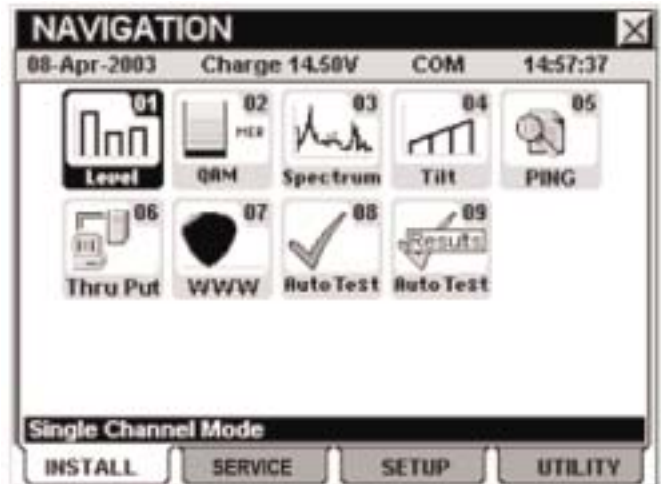 NAVIGATION
08-Apr-2003 Charge 14.50V COM 14:57:37
01 02 03 04 05
MER
Level QAM Spectrum Tilt PING
06 07 08 09
Results
Thru Put WWW Auto Test Auto Test
Single Channel Mode
INSTALL SERVICE SETUP UTILITY